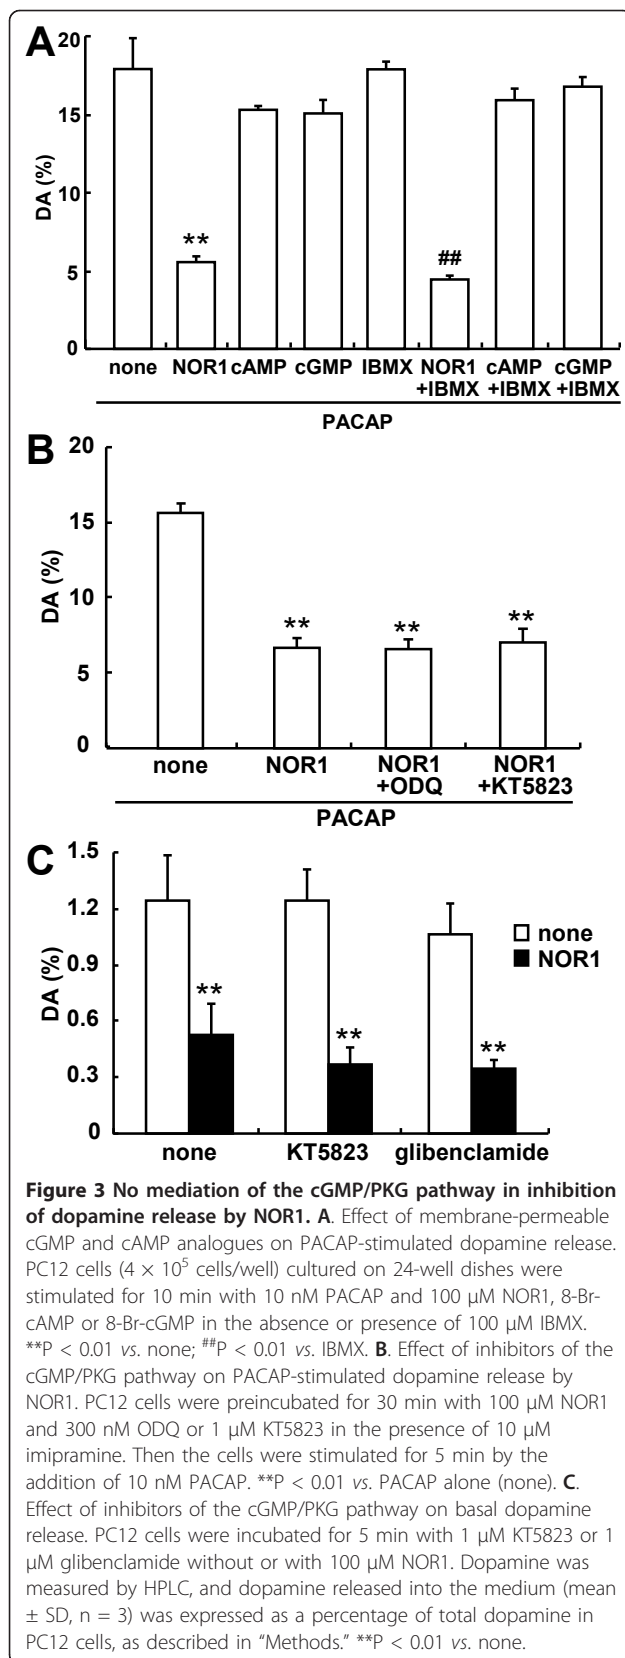 A
20
15
10
5
0
DA (%)
**
##
none NOR1 cAMP cGMP IBMX NOR1 +IBMX cAMP +IBMX cGMP +IBMX
PACAP
B
20
15
10
5
0
DA (%)
** ** **
none NOR1 NOR1 +ODQ NOR1 +KT5823
PACAP
C
1.5
1.2
0.9
0.6
0.3
0
DA (%)
none
NOR1
** ** **
none KT5823 glibenclamide
Figure 3 No mediation of the cGMP/PKG pathway in inhibition
of dopamine release by NOR1. A. Effect of membrane-permeable
cGMP and cAMP analogues on PACAP-stimulated dopamine release.
PC12 cells (4 × 10⁵ cells/well) cultured on 24-well dishes were
stimulated for 10 min with 10 nM PACAP and 100 μM NOR1, 8-Br-
cAMP or 8-Br-cGMP in the absence or presence of 100 μM IBMX.
**P < 0.01 vs. none; ##P < 0.01 vs. IBMX. B. Effect of inhibitors of the
cGMP/PKG pathway on PACAP-stimulated dopamine release by
NOR1. PC12 cells were preincubated for 30 min with 100 μM NOR1
and 300 nM ODQ or 1 μM KT5823 in the presence of 10 μM
imipramine. Then the cells were stimulated for 5 min by the
addition of 10 nM PACAP. **P < 0.01 vs. PACAP alone (none). C.
Effect of inhibitors of the cGMP/PKG pathway on basal dopamine
release. PC12 cells were incubated for 5 min with 1 μM KT5823 or 1
μM glibenclamide without or with 100 μM NOR1. Dopamine was
measured by HPLC, and dopamine released into the medium (mean
± SD, n = 3) was expressed as a percentage of total dopamine in
PC12 cells, as described in “Methods.” **P < 0.01 vs. none.